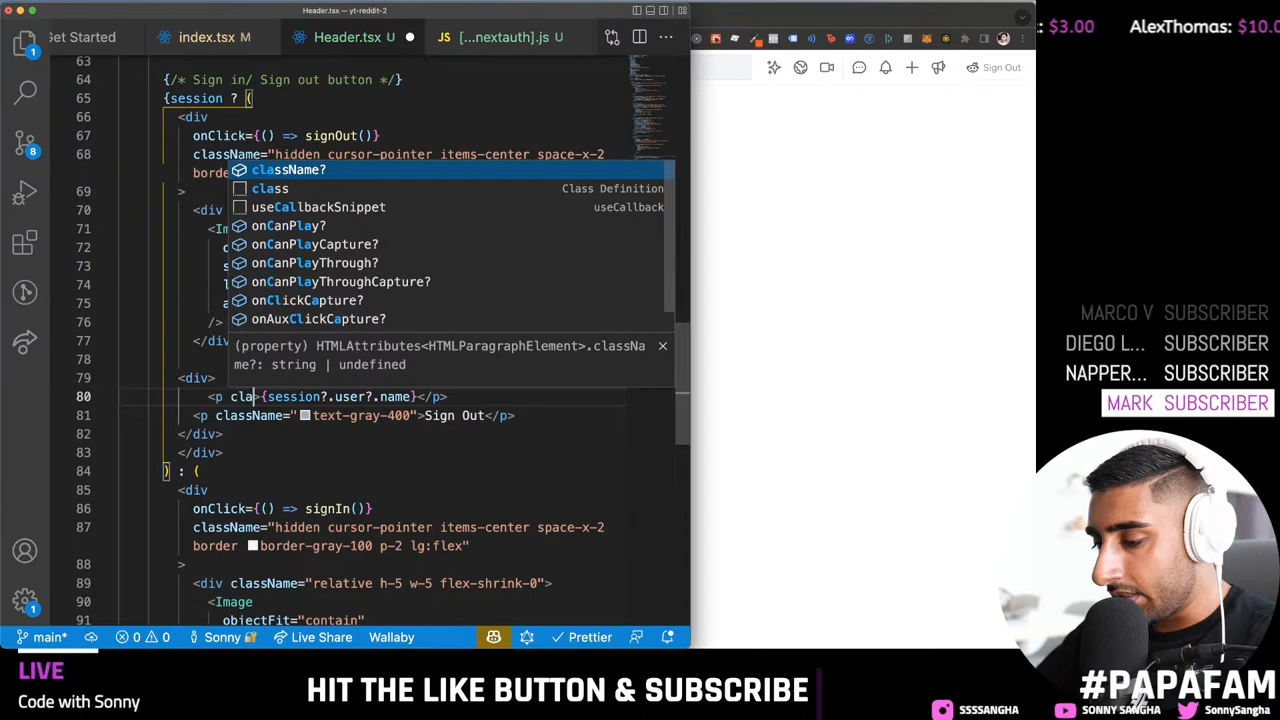 Header.tsx — yt-reddit-2
Get Started
index.tsx M
Header.tsx U
JS [...nextauth].js U
: $3.00
AlexThomas: $10.0
Sign Out
63
64 {/* Sign in/ Sign out button */}
65 {session ? (
66 <div
67 onClick={() => signOut()}
68 className="hidden cursor-pointer items-center space-x-2
borde
69 >
70 <div
71 <Im
72
73
74
75
76 />
77 </di
78
79 <div>
80 <p cla>{session?.user?.name}</p>
81 <p className="text-gray-400">Sign Out</p>
82 </div>
83 </div>
84 ) : (
85 <div
86 onClick={() => signIn()}
87 className="hidden cursor-pointer items-center space-x-2
border border-gray-100 p-2 lg:flex"
88 >
89 <div className="relative h-5 w-5 flex-shrink-0">
90 <Image
91 objectFit="contain"
className?
class Class Definition
useCallbackSnippet useCallback
onCanPlay?
onCanPlayCapture?
onCanPlayThrough?
onCanPlayThroughCapture?
onClickCapture?
onAuxClickCapture?
(property) HTMLAttributes<HTMLParagraphElement>.classNa
me?: string | undefined
1
8
1
MARCO V SUBSCRIBER
DIEGO L... SUBSCRIBER
NAPPER... SUBSCRIBER
MARK SUBSCRIBER
main* 0 0 Sonny Live Share Wallaby Prettier
LIVE
Code with Sonny
HIT THE LIKE BUTTON & SUBSCRIBE
#PAPAFAM
SSSSANGHA SONNY SANGHA SonnySangha